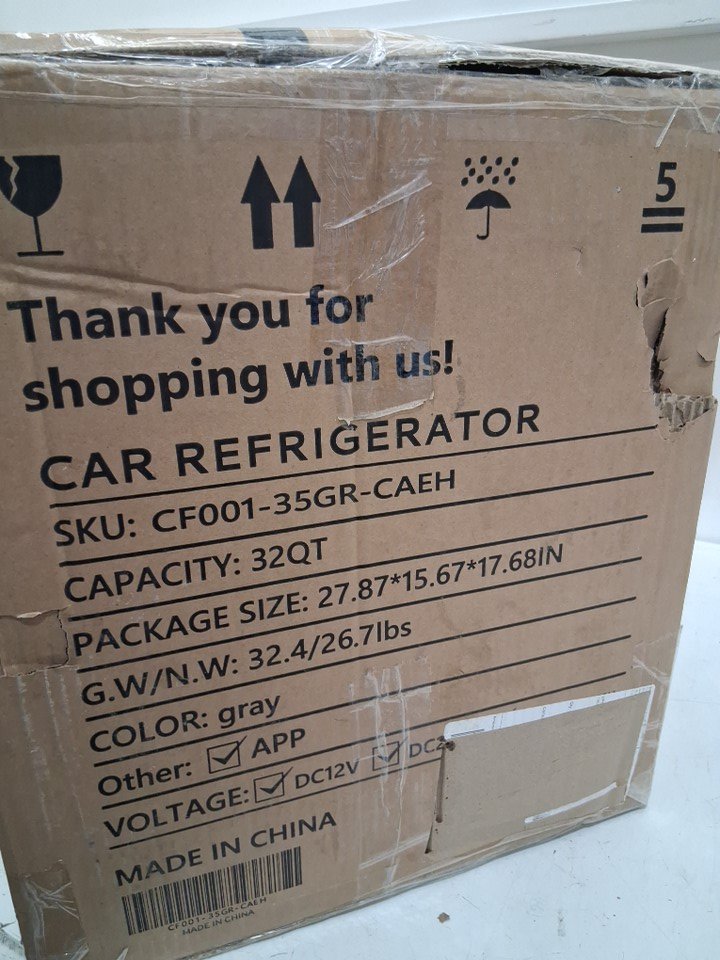 5
Thank you for
shopping with us!
CAR REFRIGERATOR
SKU: CF001-35GR-CAEH
CAPACITY: 32QT
PACKAGE SIZE: 27.87*15.67*17.68IN
G.W/N.W: 32.4/26.7lbs
COLOR: gray
Other: APP
VOLTAGE: DC12V DC2
MADE IN CHINA
CF001-35GR-CAEH
MADE IN CHINA